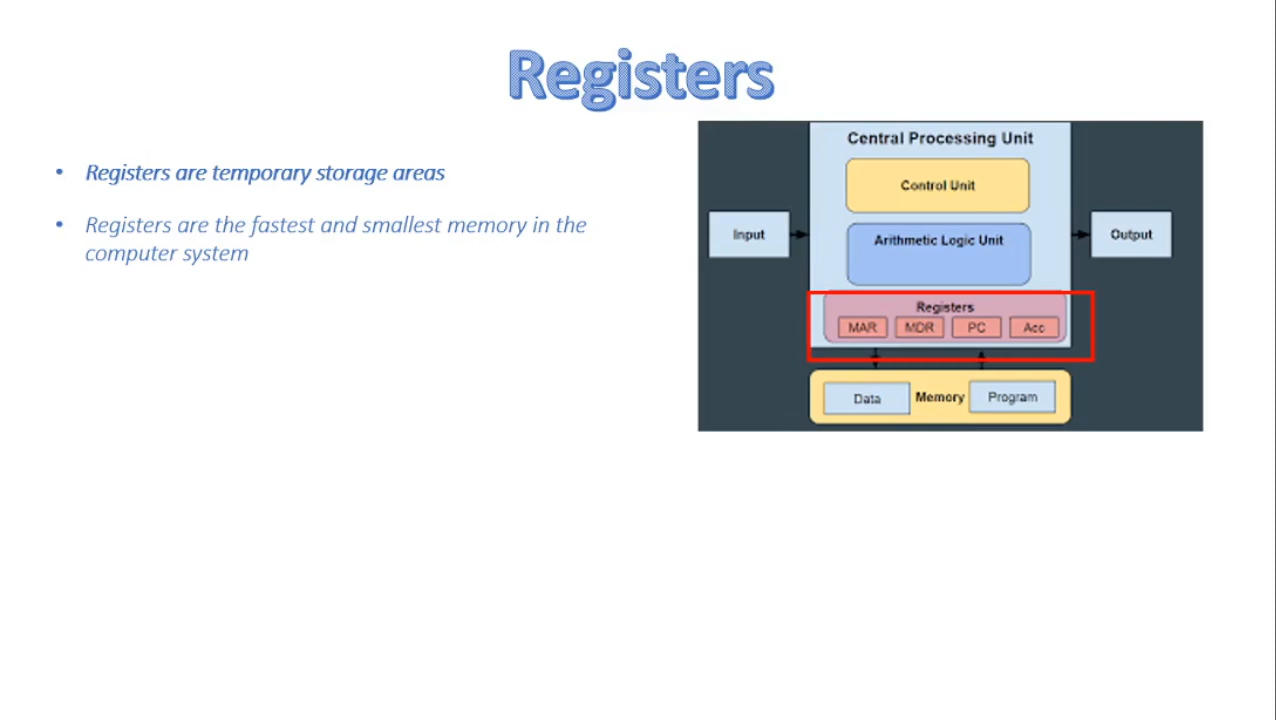 Registers
• Registers are temporary storage areas
• Registers are the fastest and smallest memory in the
computer system
Central Processing Unit
Control Unit
Input
Arithmetic Logic Unit
Output
Registers
MAR MDR PC Acc
Data Memory Program